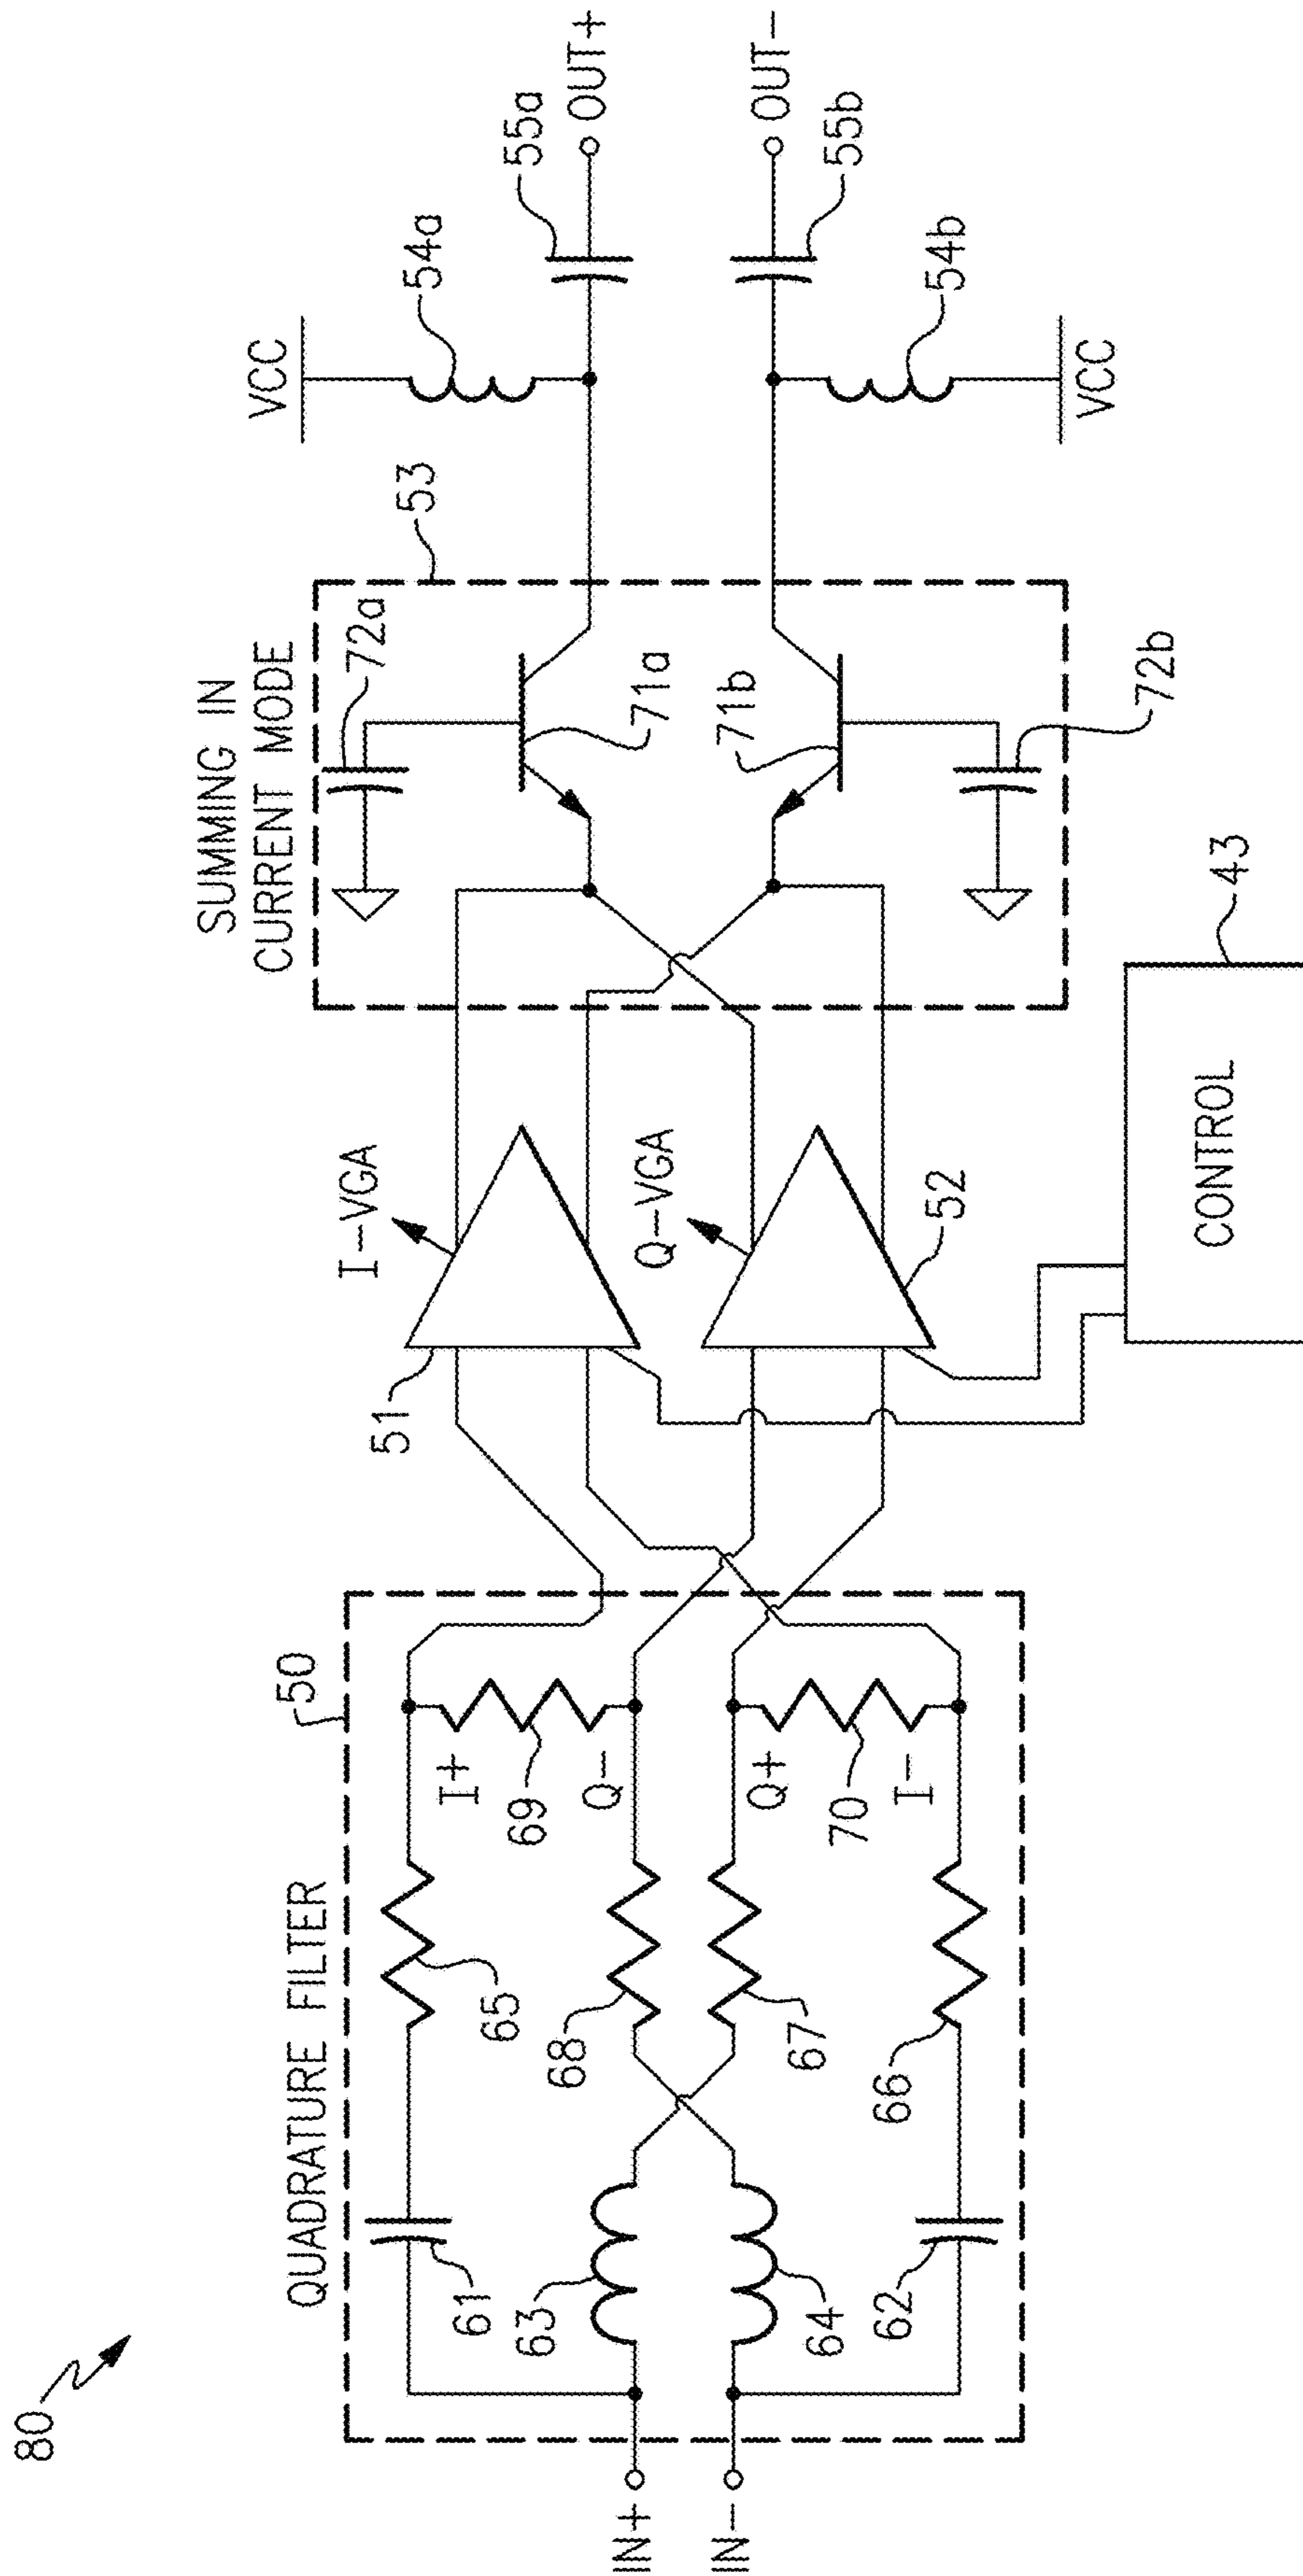 80
QUADRATURE FILTER
50
IN+
IN-
61
63
64
62
65
68
67
66
I+
69
Q-
Q+
70
I-
51
I-VGA
Q-VGA
52
CONTROL
43
SUMMING IN
CURRENT MODE
53
72a
71a
71b
72b
VCC
54a
55a
OUT+
OUT-
55b
54b
VCC